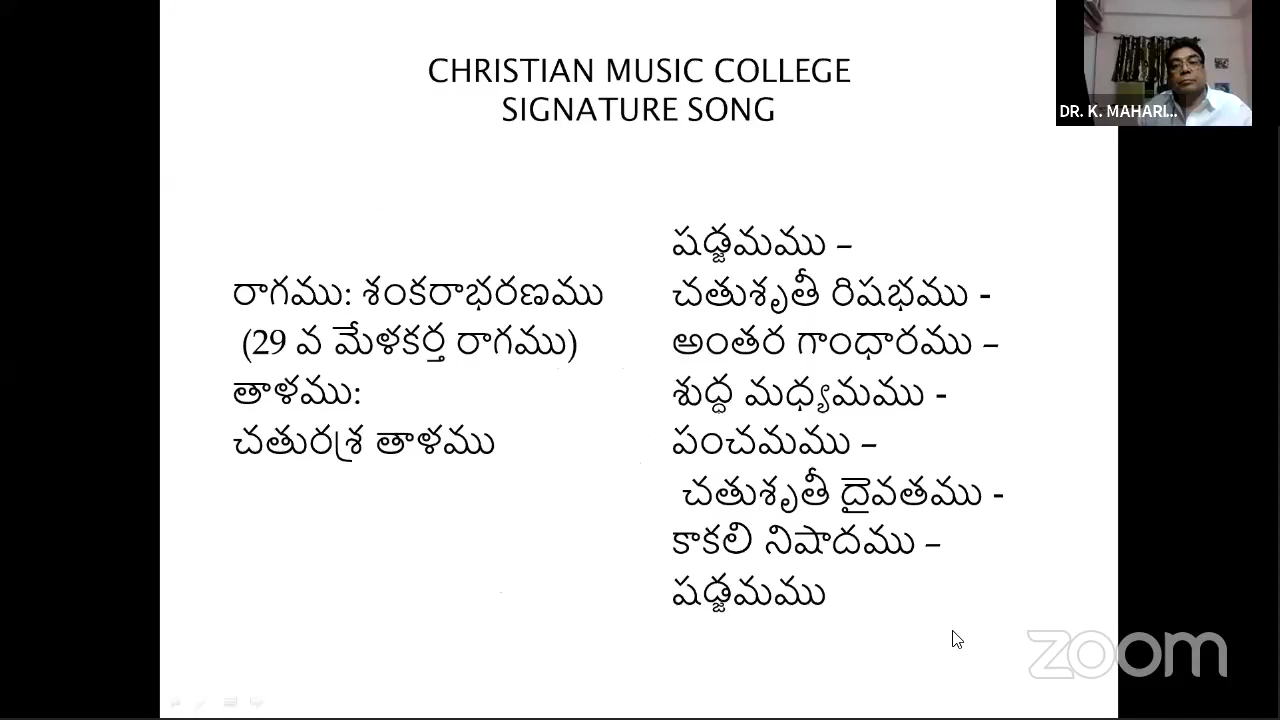 CHRISTIAN MUSIC COLLEGE
SIGNATURE SONG
DR. K. MAHARI...
రాగము: శంకరాభరణము
(29 వ మేళకర్త రాగము)
తాళము:
చతురశ్ర తాళము
షడ్జమము –
చతుశృతీ రిషభము -
అంతర గాంధారము –
శుద్ధ మధ్యమము -
పంచమము –
చతుశృతీ దైవతము -
కాకలి నిషాదము –
షడ్జమము
zoom